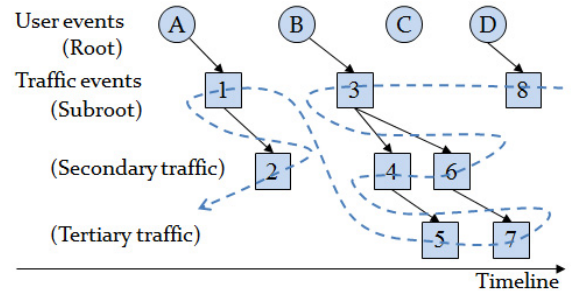 User events A B C D
(Root)
Traffic events 1 3 8
(Subroot)
(Secondary traffic) 2 4 6
(Tertiary traffic) 5 7
Timeline